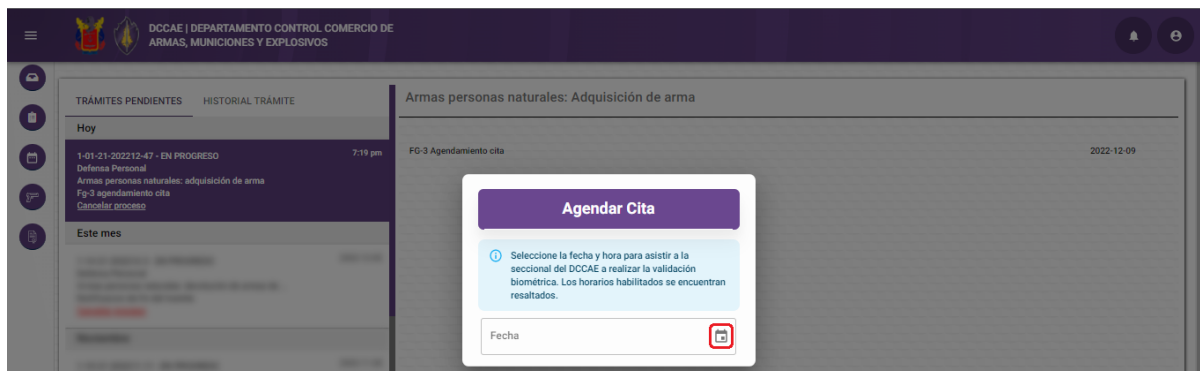 DCCAE | DEPARTAMENTO CONTROL COMERCIO DE
ARMAS, MUNICIONES Y EXPLOSIVOS
TRÁMITES PENDIENTES HISTORIAL TRÁMITE
Hoy
1-01-21-202212-47 - EN PROGRESO 7:19 pm
Defensa Personal
Armas personas naturales: adquisición de arma
Fg-3 agendamiento cita
Cancelar proceso
Este mes
Armas personas naturales: Adquisición de arma
FG-3 Agendamiento cita 2022-12-09
Agendar Cita
Seleccione la fecha y hora para asistir a la
seccional del DCCAE a realizar la validación
biométrica. Los horarios habilitados se encuentran
resaltados.
Fecha